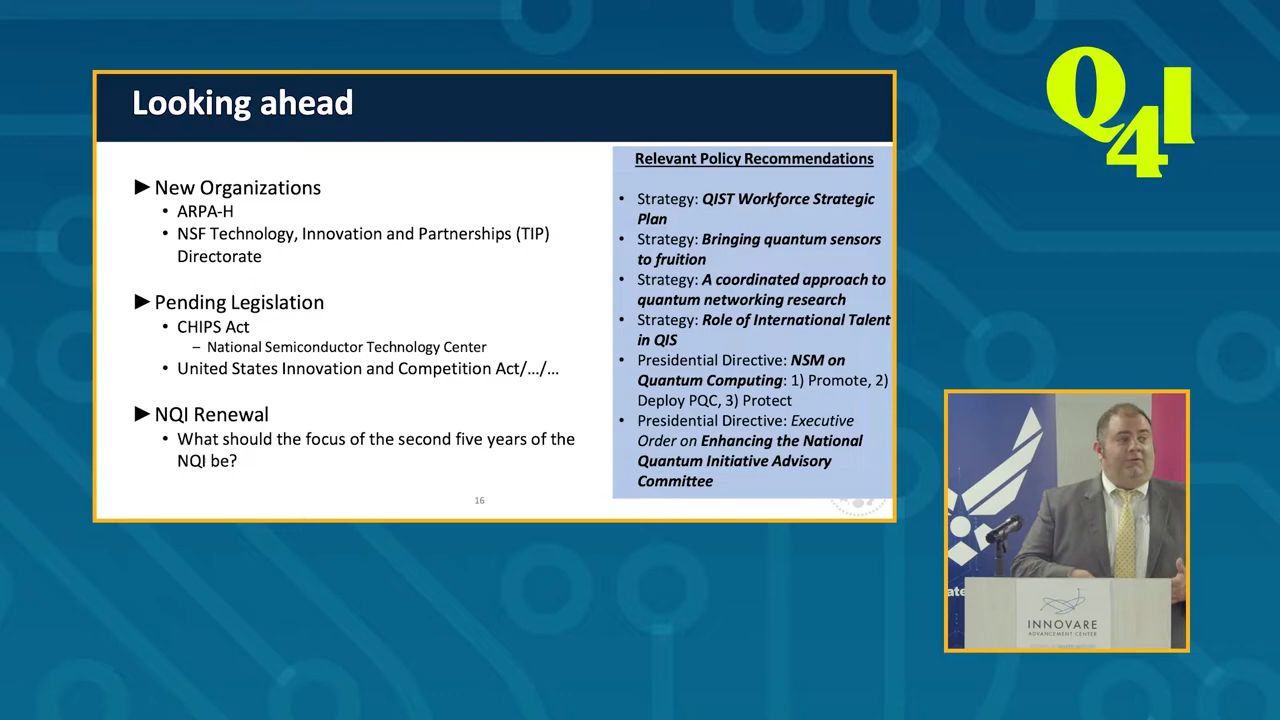 Looking ahead
►New Organizations
• ARPA-H
• NSF Technology, Innovation and Partnerships (TIP)
Directorate
►Pending Legislation
• CHIPS Act
– National Semiconductor Technology Center
• United States Innovation and Competition Act/.../...
►NQI Renewal
• What should the focus of the second five years of the
NQI be?
16
Relevant Policy Recommendations
• Strategy: QIST Workforce Strategic
Plan
• Strategy: Bringing quantum sensors
to fruition
• Strategy: A coordinated approach to
quantum networking research
• Strategy: Role of International Talent
in QIS
• Presidential Directive: NSM on
Quantum Computing: 1) Promote, 2)
Deploy PQC, 3) Protect
• Presidential Directive: Executive
Order on Enhancing the National
Quantum Initiative Advisory
Committee
Q4I
INNOVARE
ADVANCEMENT CENTER